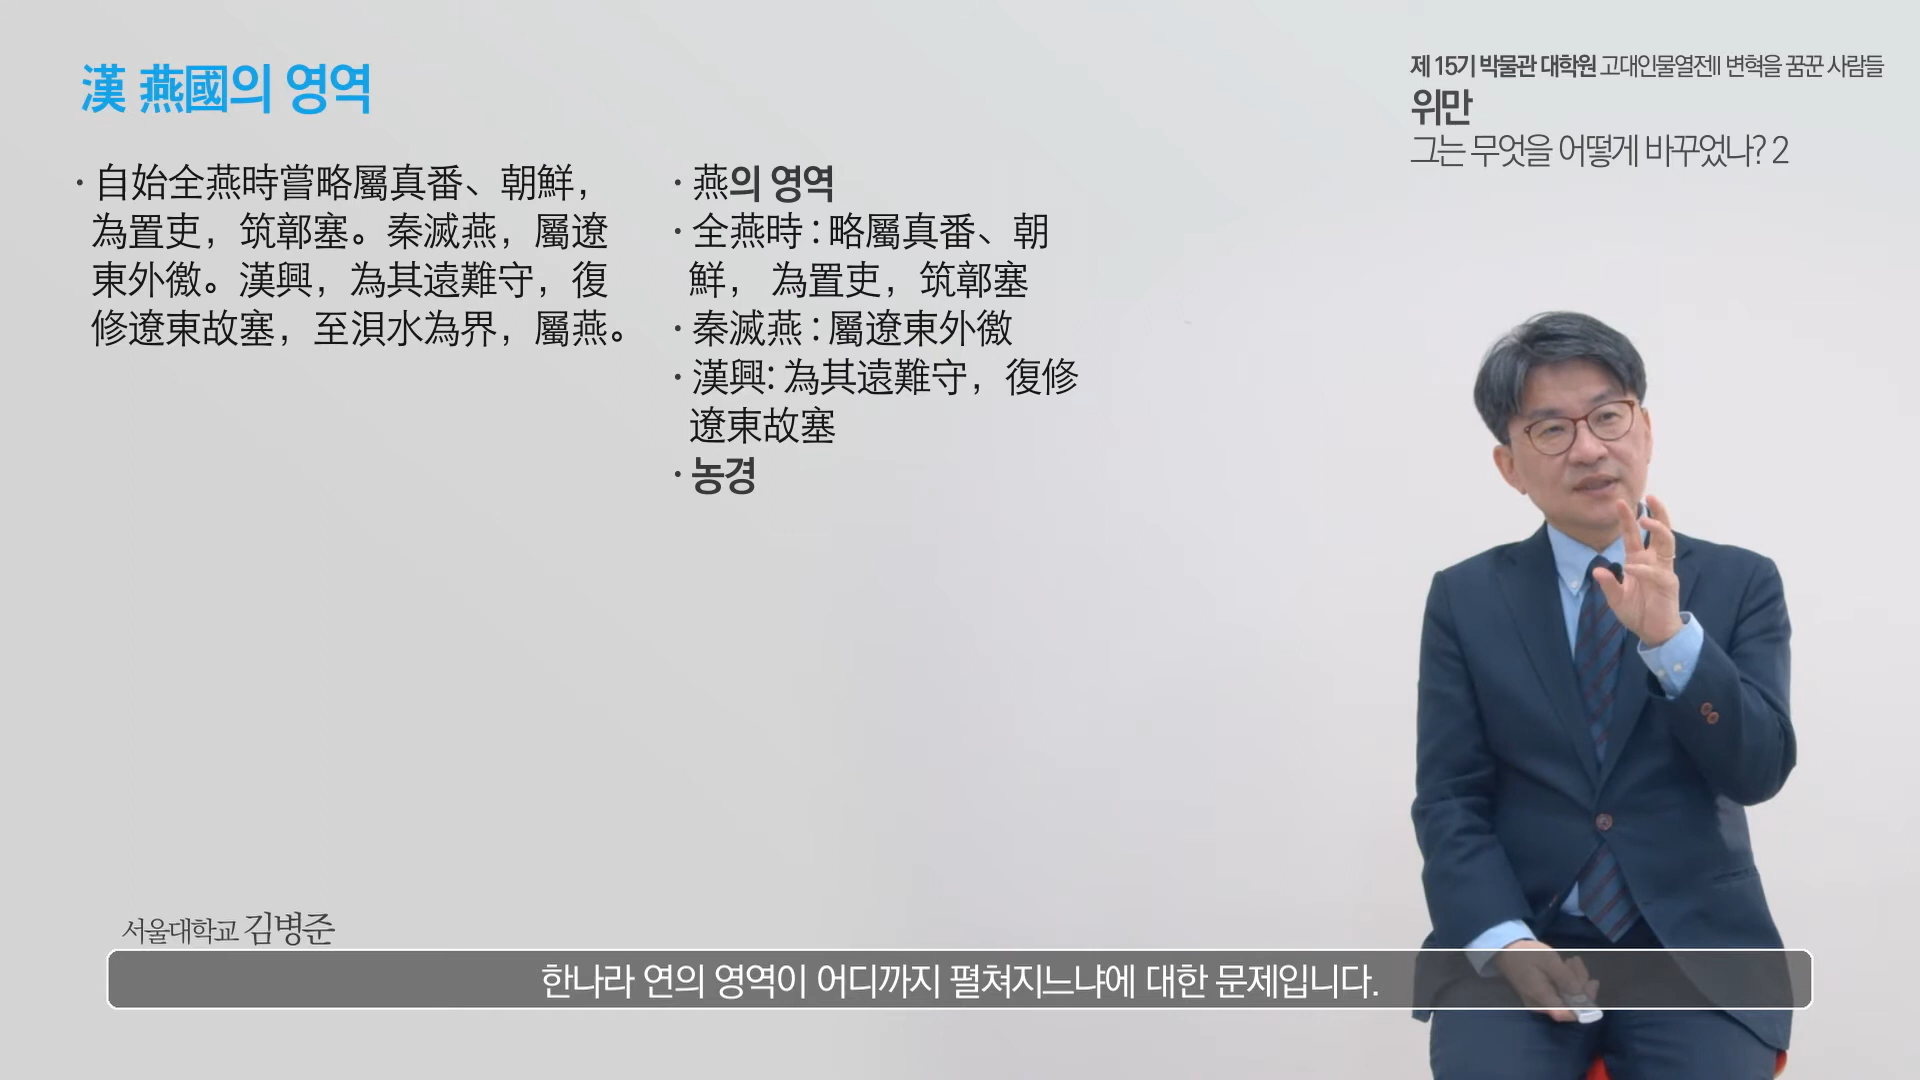 漢 燕國의 영역
제 15기 박물관 대학원 고대인물열전II 변혁을 꿈꾼 사람들
위만
그는 무엇을 어떻게 바꾸었나? 2
· 自始全燕時嘗略屬真番、朝鮮，
為置吏，筑鄣塞。秦滅燕，屬遼
東外徼。漢興，為其遠難守，復
修遼東故塞，至浿水為界，屬燕。
· 燕의 영역
· 全燕時 : 略屬真番、朝
鮮， 為置吏，筑鄣塞
· 秦滅燕 : 屬遼東外徼
· 漢興: 為其遠難守，復修
遼東故塞
· 농경
서울대학교 김병준
한나라 연의 영역이 어디까지 펼쳐지느냐에 대한 문제입니다.